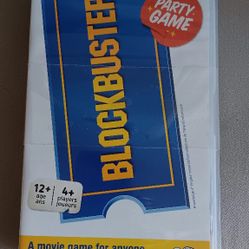 PARTY
GAME
BLOCKBUSTER
12+
age
ans
4+
players
joueurs
A movie game for anyone